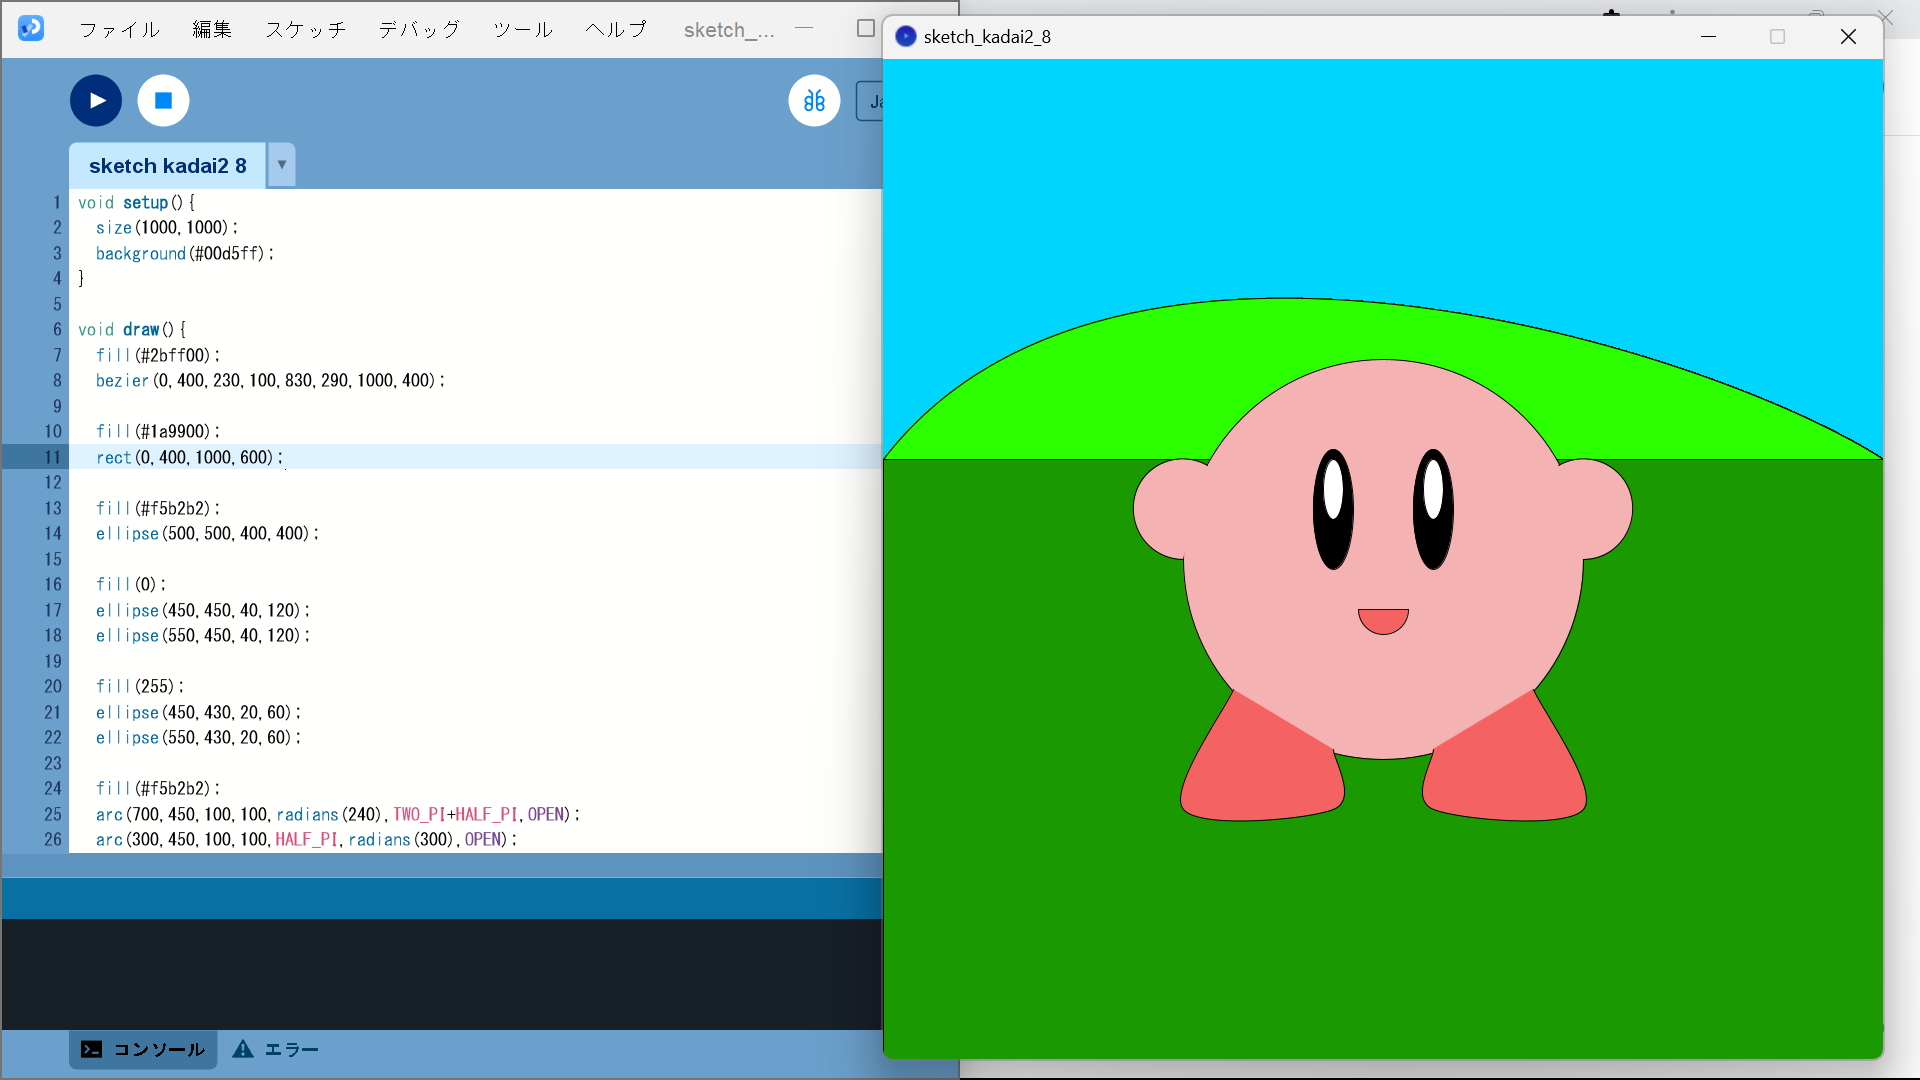 ファイル 編集 スケッチ デバッグ ツール ヘルプ sketch_...
sketch_kadai2_8
sketch kadai2 8
1 void setup(){
2 size(1000,1000);
3 background(#00d5ff);
4 }
5
6 void draw(){
7 fill(#2bff00);
8 bezier(0,400,230,100,830,290,1000,400);
9
10 fill(#1a9900);
11 rect(0,400,1000,600);
12
13 fill(#f5b2b2);
14 ellipse(500,500,400,400);
15
16 fill(0);
17 ellipse(450,450,40,120);
18 ellipse(550,450,40,120);
19
20 fill(255);
21 ellipse(450,430,20,60);
22 ellipse(550,430,20,60);
23
24 fill(#f5b2b2);
25 arc(700,450,100,100,radians(240),TWO_PI+HALF_PI,OPEN);
26 arc(300,450,100,100,HALF_PI,radians(300),OPEN);
コンソール エラー